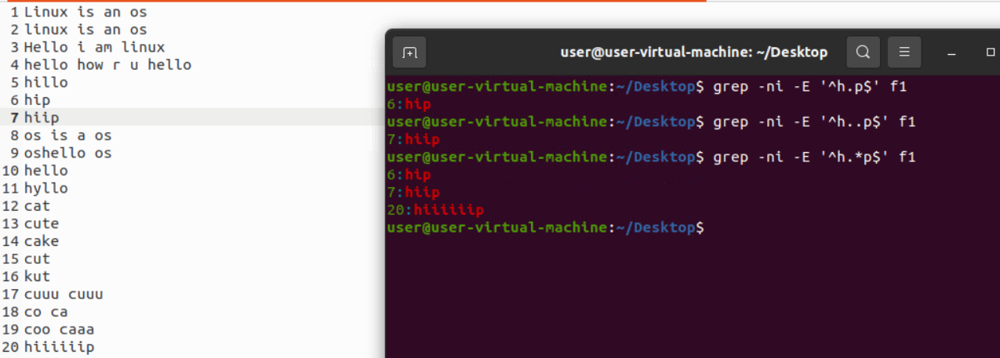 1 Linux is an os
2 linux is an os
3 Hello i am linux
4 hello how r u hello
5 hillo
6 hip
7 hiip
8 os is a os
9 oshello os
10 hello
11 hyllo
12 cat
13 cute
14 cake
15 cut
16 kut
17 cuuu cuuu
18 co ca
19 coo caaa
20 hiiiiiip
user@user-virtual-machine: ~/Desktop
user@user-virtual-machine:~/Desktop$ grep -ni -E '^h.p$' f1
6:hip
user@user-virtual-machine:~/Desktop$ grep -ni -E '^h..p$' f1
7:hiip
user@user-virtual-machine:~/Desktop$ grep -ni -E '^h.*p$' f1
6:hip
7:hiip
20:hiiiiiip
user@user-virtual-machine:~/Desktop$